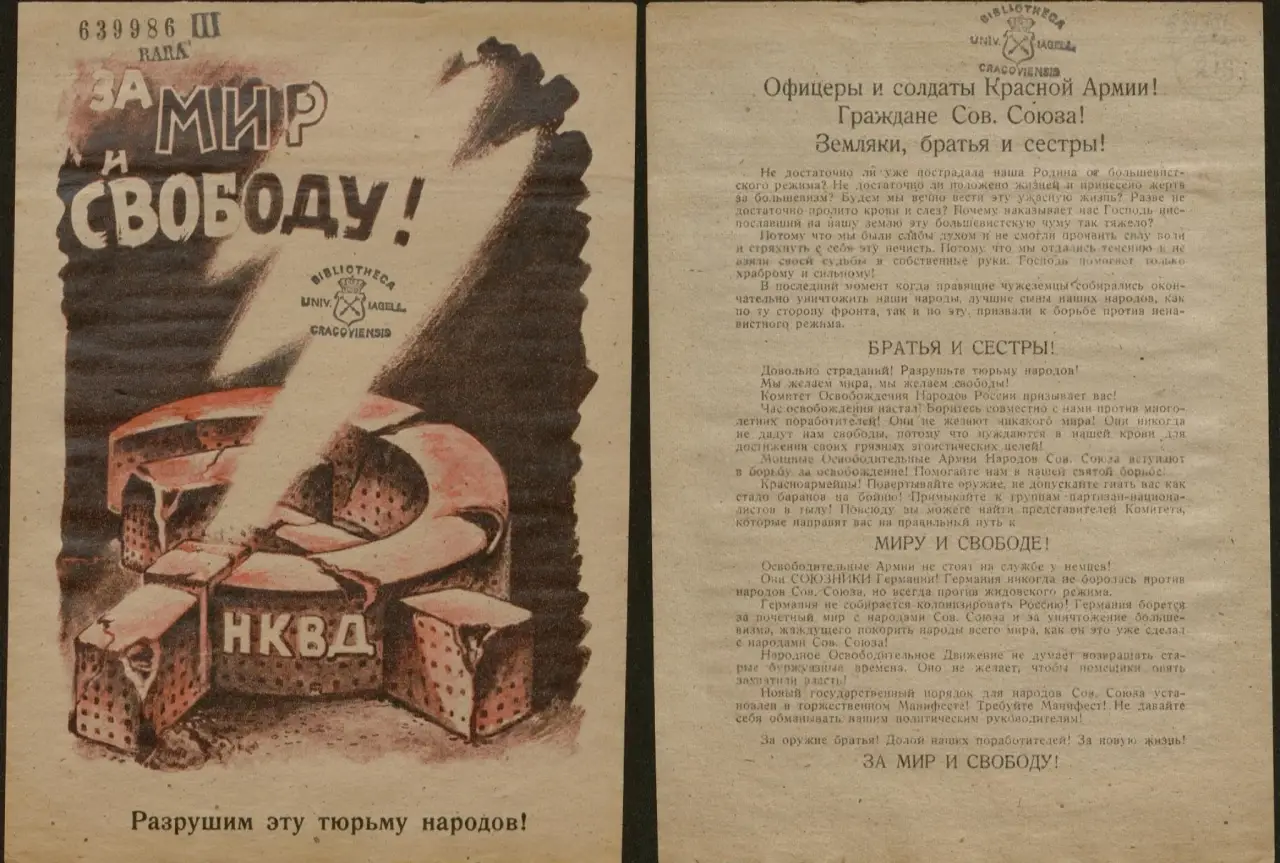 639986 III
RARA
ЗА
МИР
И
СВОБОДУ!
BIBLIOTHECA
UNIV. IAGELL.
CRACOVIENSIS
НКВД
Разрушим эту тюрьму народов!
BIBLIOTHECA
UNIV. IAGELL.
CRACOVIENSIS
Офицеры и солдаты Красной Армии!
Граждане Сов. Союза!
Земляки, братья и сестры!
Не достаточно ли уже пострадала наша Родина от большевист-
ского режима? Не достаточно ли положено жизней и принесено жертв
за большевизм? Будем мы вечно вести эту ужасную жизнь? Разве не
достаточно пролито крови и слез? Почему наказывает нас Господь нис-
пославший на нашу землю эту большевистскую чуму так тяжело?
Потому что мы были слабы духом и не смогли проявить силу воли
и стряхнуть с себя эту нечисть. Потому что мы отдались течению и не
взяли своей судьбы в собственные руки. Господь помогает только
храброму и сильному!
В последний момент когда правящие чужеземцы собирались окон-
чательно уничтожить наши народы, лучшие сыны наших народов, как
по ту сторону фронта, так и по эту, призвали к борьбе против нена-
вистного режима.
БРАТЬЯ И СЕСТРЫ!
Довольно страданий! Разрушьте тюрьму народов!
Мы желаем мира, мы желаем свободы!
Комитет Освобождения Народов России призывает вас!
Час освобождения настал! Боритесь совместно с нами против много-
летних поработителей! Они не желают никакого мира! Они никогда
не дадут нам свободы, потому что нуждаются в нашей крови для
достижения своих грязных эгоистических целей!
Мощные Освободительные Армии Народов Сов. Союза вступают
в борьбу за освобождение! Помогайте нам в нашей святой борьбе!
Красноармейцы! Повертывайте оружие, не допускайте гнать вас как
стадо баранов на бойню! Примыкайте к группам партизан-национа-
листов в тылу! Повсюду вы можете найти представителей Комитета,
которые направят вас на правильный путь к
МИРУ И СВОБОДЕ!
Освободительные Армии не стоят на службе у немцев!
Они СОЮЗНИКИ Германии! Германия никогда не боролась против
народов Сов. Союза, но всегда против жидовского режима.
Германия не собирается колонизировать Россию! Германия борется
за почетный мир с народами Сов. Союза и за уничтожение больше-
визма, жаждущего покорить народы всего мира, как он это уже сделал
с народами Сов. Союза!
Народное Освободительное Движение не думает возвращать ста-
рые буржуазные времена. Оно не желает, чтобы помещики опять
захватили власть!
Новый государственный порядок для народов Сов. Союза уста-
новлен в торжественном Манифесте! Требуйте Манифест! Не давайте
себя обманывать вашим политическим руководителям!
За оружие братья! Долой наших поработителей! За новую жизнь!
ЗА МИР И СВОБОДУ!